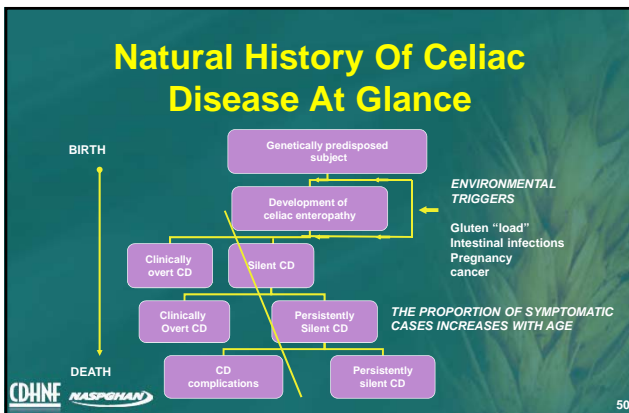 Natural History Of Celiac
Disease At Glance
BIRTH
Genetically predisposed
subject
ENVIRONMENTAL
TRIGGERS
Development of
celiac enteropathy
Gluten “load”
Intestinal infections
Pregnancy
cancer
Clinically
overt CD
Silent CD
Clinically
Overt CD
Persistently
Silent CD
THE PROPORTION OF SYMPTOMATIC
CASES INCREASES WITH AGE
DEATH
CD
complications
Persistently
silent CD
CDHNF NASPGHAN
50